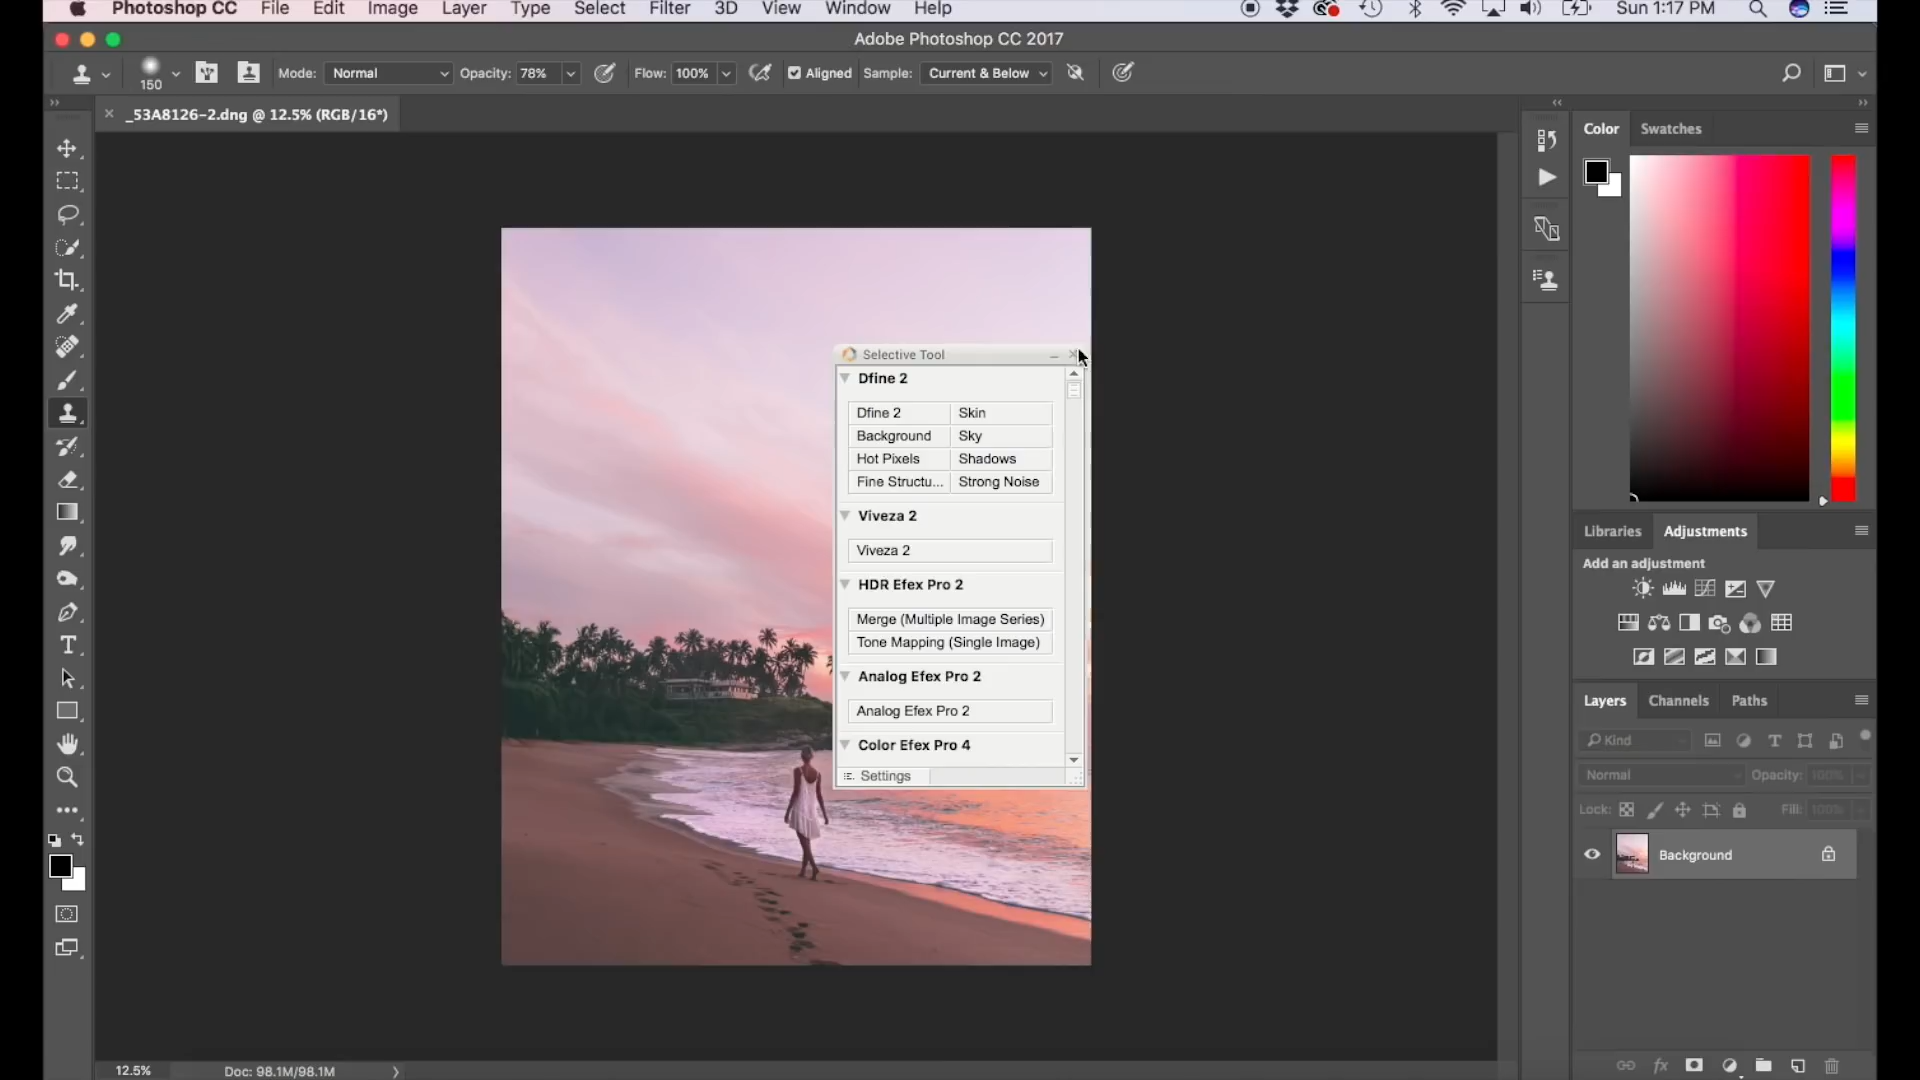 Photoshop CC File Edit Image Layer Type Select Filter 3D View Window Help Sun 1:17 PM
Adobe Photoshop CC 2017
150 Mode: Normal Opacity: 78% Flow: 100% Aligned Sample: Current & Below
_53A8126-2.dng @ 12.5% (RGB/16*)
Color Swatches
Selective Tool
Dfine 2
Dfine 2 Skin
Background Sky
Hot Pixels Shadows
Fine Structu... Strong Noise
Viveza 2
Viveza 2
HDR Efex Pro 2
Merge (Multiple Image Series)
Tone Mapping (Single Image)
Analog Efex Pro 2
Analog Efex Pro 2
Color Efex Pro 4
Settings
Libraries Adjustments
Add an adjustment
Layers Channels Paths
Kind
Normal Opacity: 100%
Lock: Fill: 100%
Background
12.5% Doc: 98.1M/98.1M